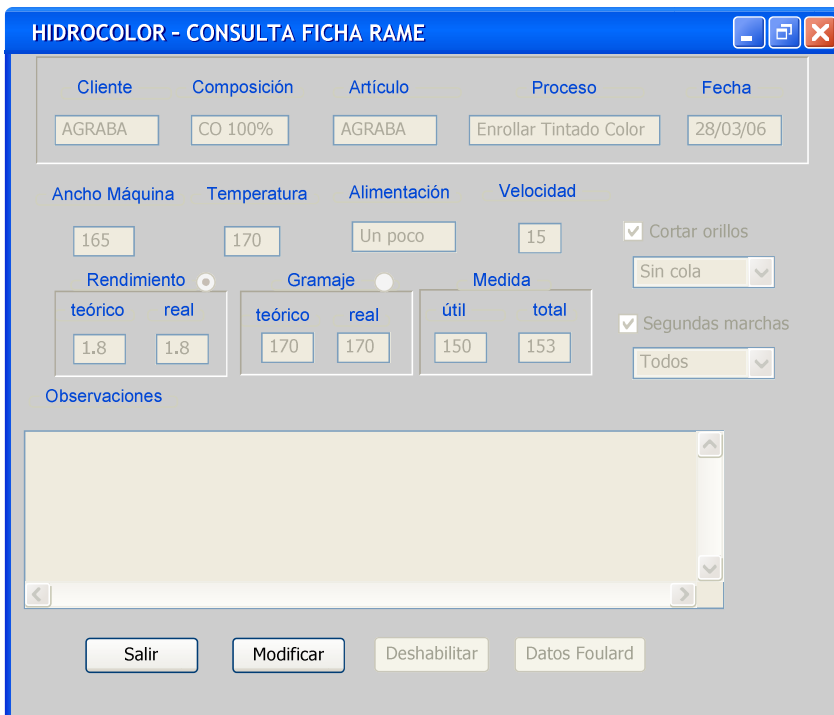 HIDROCOLOR - CONSULTA FICHA RAME
Cliente Composición Artículo Proceso Fecha
AGRABA CO 100% AGRABA Enrollar Tintado Color 28/03/06
Ancho Máquina Temperatura Alimentación Velocidad
165 170 Un poco 15 Cortar orillos
Sin cola
Rendimiento Gramaje Medida
teórico real teórico real útil total
Segundas marchas
1.8 1.8 170 170 150 153
Todos
Observaciones
Salir Modificar Deshabilitar Datos Foulard